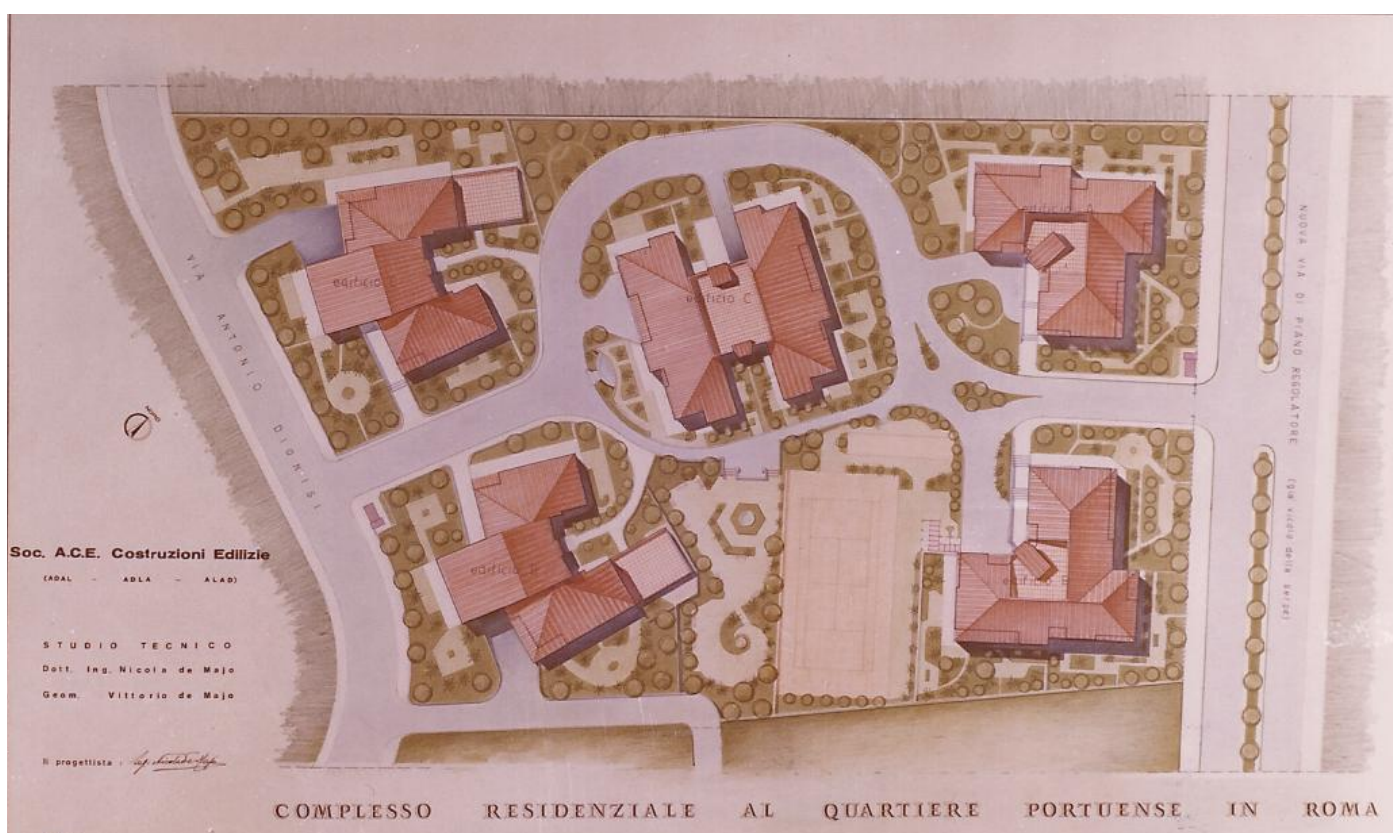 VIA ANTONIO DIONISI
edificio C
edificio B
NUOVA VIA DI PIANO REGOLATORE
Soc. A.C.E. Costruzioni Edilizie
(ADAL - ADLA - ALAD)
STUDIO TECNICO
Dott. Ing. Nicola de Majo
Geom. Vittorio de Majo
Il progettista :
COMPLESSO RESIDENZIALE AL QUARTIERE PORTUENSE IN ROMA